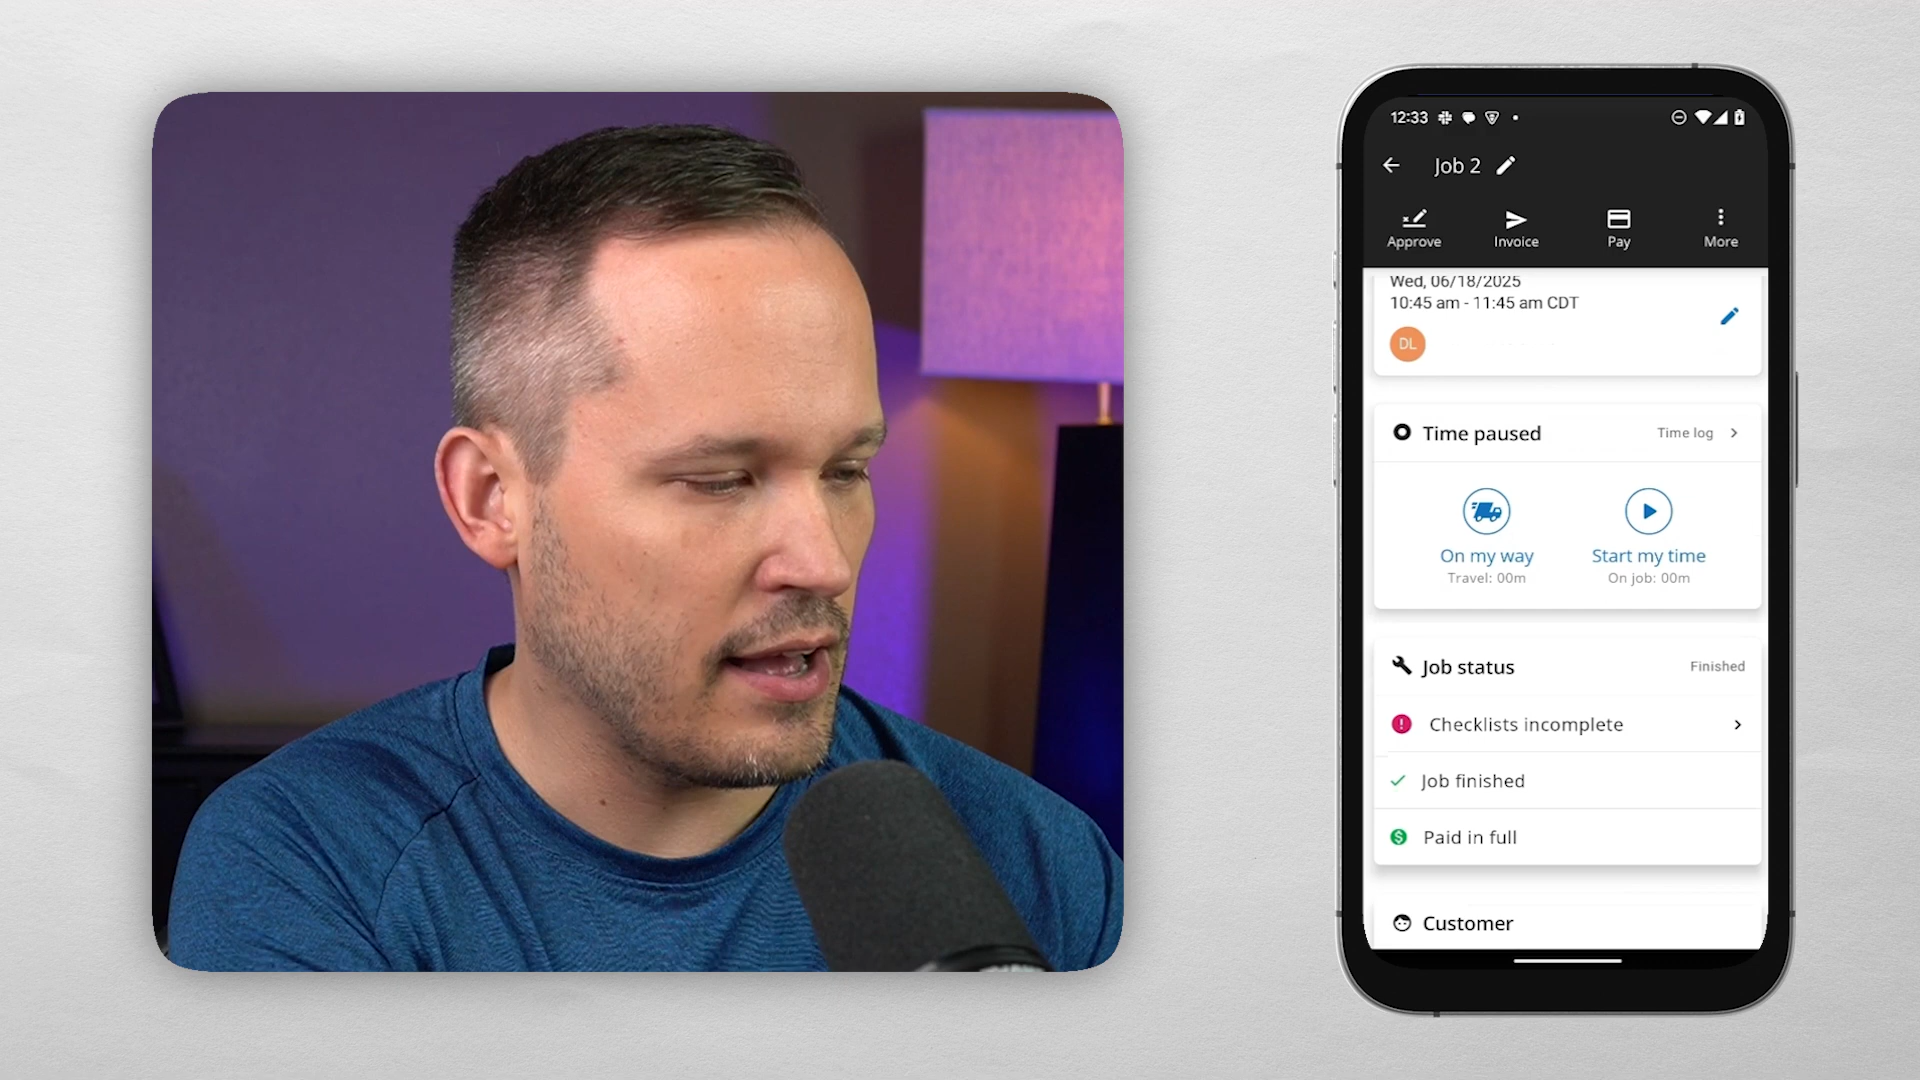 12:33
Job 2
Approve
Invoice
Pay
More
Wed, 06/18/2025
10:45 am - 11:45 am CDT
DL
Time paused
Time log
On my way
Start my time
Travel: 00m
On job: 00m
Job status
Finished
Checklists incomplete
Job finished
Paid in full
Customer